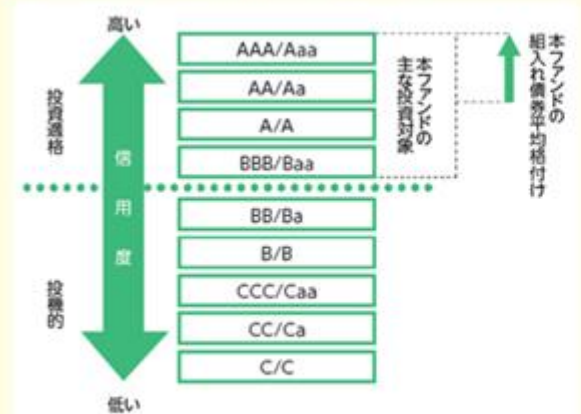 高い
AAA/Aaa
AA/Aa
A/A
BBB/Baa
BB/Ba
B/B
CCC/Caa
CC/Ca
C/C
低い
投資適格
投機的
信用度
本ファンドの
主な投資対象
本ファンドの
組入れ債券平均格付け